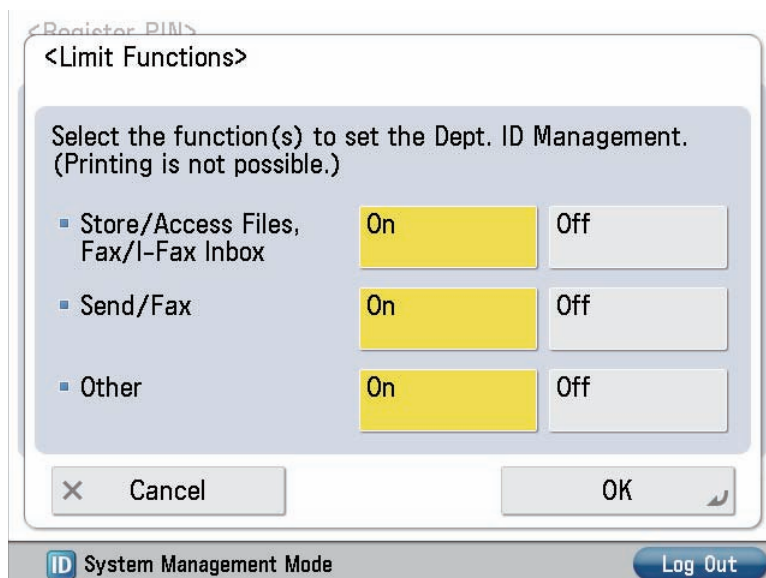 <Register PIN>
<Limit Functions>
Select the function(s) to set the Dept. ID Management.
(Printing is not possible.)
Store/Access Files,
Fax/I-Fax Inbox
On
Off
Send/Fax
On
Off
Other
On
Off
Cancel
OK
ID System Management Mode
Log Out